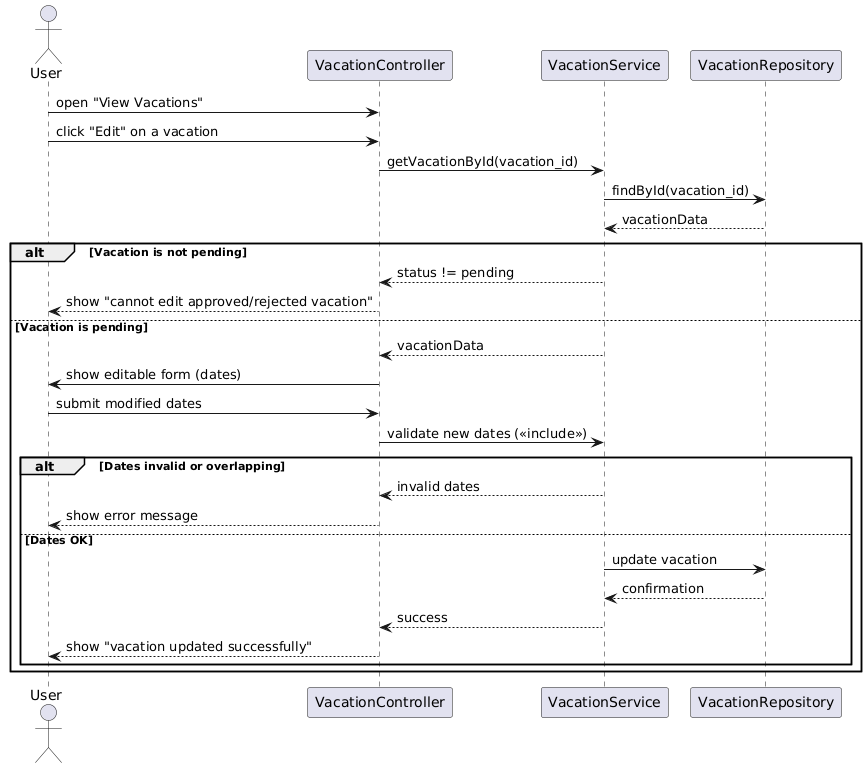 User
VacationController
VacationService
VacationRepository
open "View Vacations"
click "Edit" on a vacation
getVacationById(vacation_id)
findById(vacation_id)
vacationData
alt
[Vacation is not pending]
status != pending
show "cannot edit approved/rejected vacation"
[Vacation is pending]
vacationData
show editable form (dates)
submit modified dates
validate new dates («include»)
alt
[Dates invalid or overlapping]
invalid dates
show error message
[Dates OK]
update vacation
confirmation
success
show "vacation updated successfully"
User
VacationController
VacationService
VacationRepository